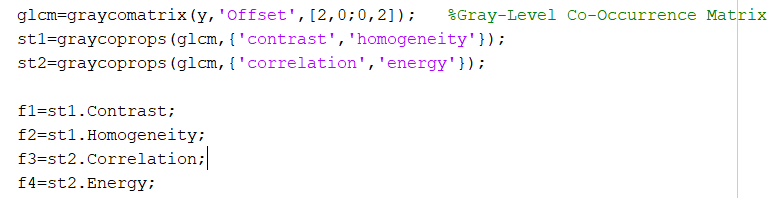 glcm=graycomatrix(y,'Offset',[2,0;0,2]);   %Gray-Level Co-Occurrence Matrix
st1=graycoprops(glcm,{'contrast','homogeneity'});
st2=graycoprops(glcm,{'correlation','energy'});
f1=st1.Contrast;
f2=st1.Homogeneity;
f3=st2.Correlation;
f4=st2.Energy;